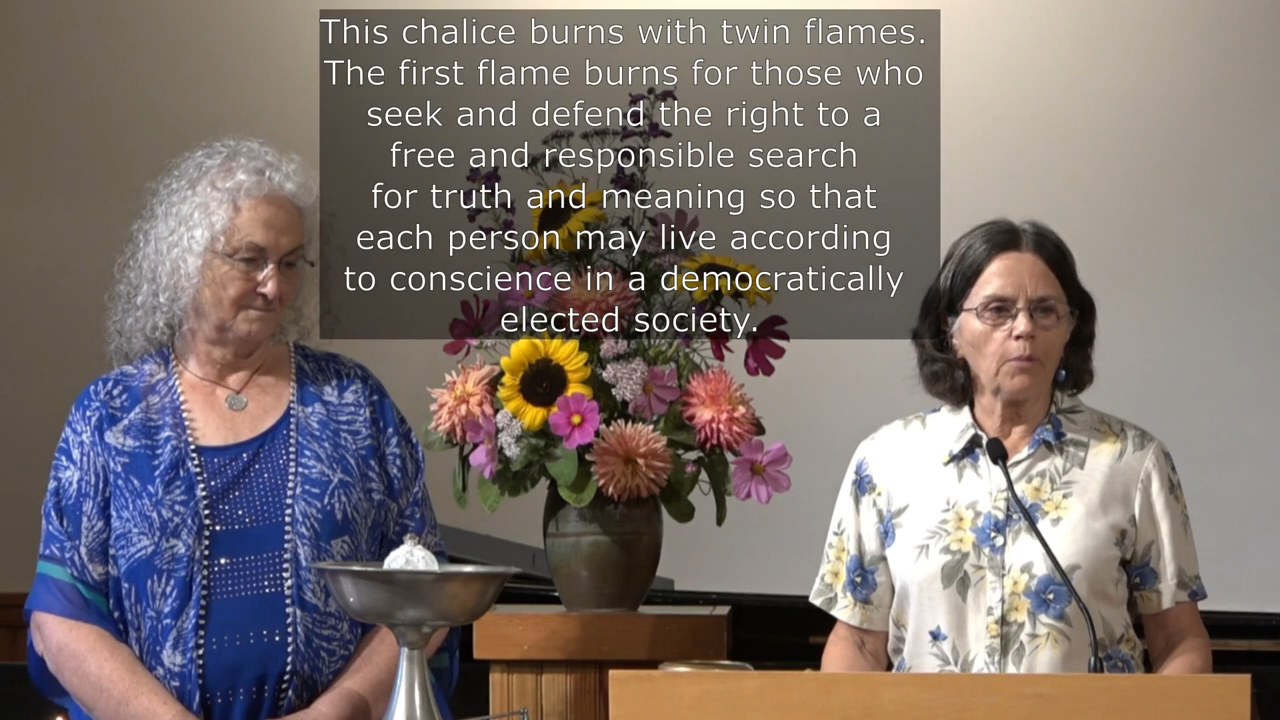 This chalice burns with twin flames.
The first flame burns for those who
seek and defend the right to a
free and responsible search
for truth and meaning so that
each person may live according
to conscience in a democratically
elected society.